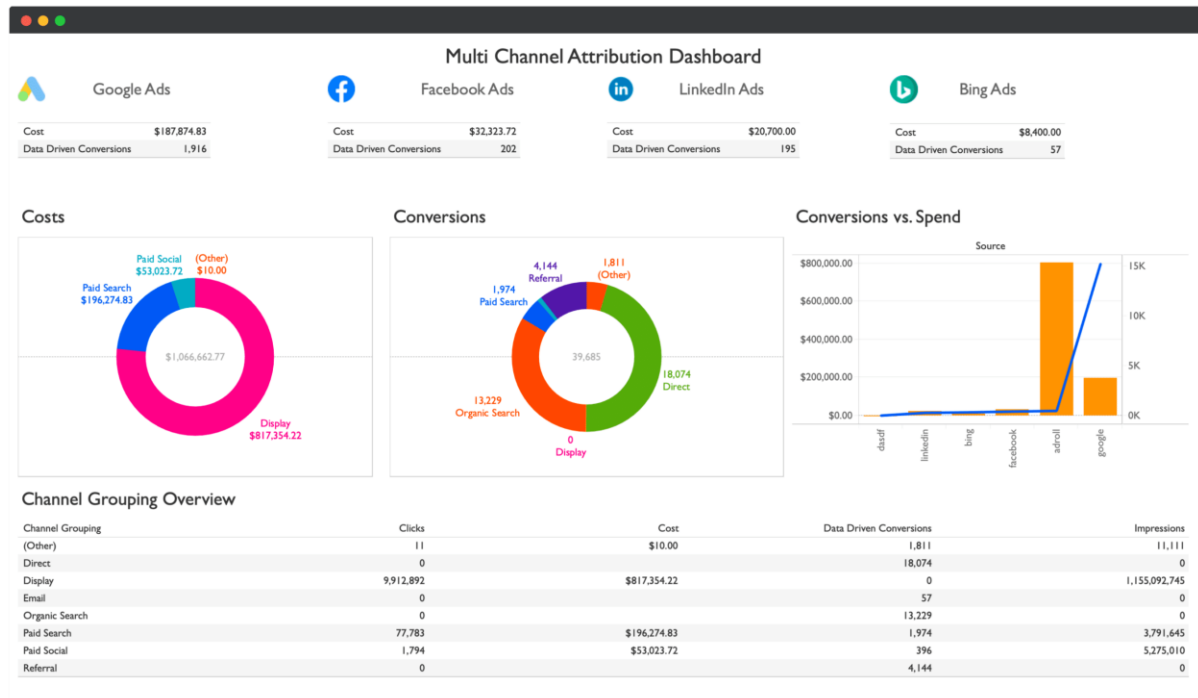 Multi Channel Attribution Dashboard
Google Ads
Facebook Ads
in
LinkedIn Ads
Bing Ads
Cost $187,874.83
Data Driven Conversions 1,916
Cost $32,323.72
Data Driven Conversions 202
Cost $20,700.00
Data Driven Conversions 195
Cost $8,400.00
Data Driven Conversions 57
Costs
Paid Social
$53,023.72
(Other)
$10.00
Paid Search
$196,274.83
$1,066,662.77
Display
$817,354.22
Conversions
4,144
Referral
1,811
(Other)
1,974
Paid Search
39,685
18,074
Direct
13,229
Organic Search
0
Display
Conversions vs. Spend
Source
$800,000.00
$600,000.00
$400,000.00
$200,000.00
$0.00
15K
10K
5K
0K
dasdf
linkedin
bing
facebook
adroll
google
Channel Grouping Overview
Channel Grouping Clicks Cost Data Driven Conversions Impressions
(Other) 11 $10.00 1,811 11,111
Direct 0 18,074 0
Display 9,912,892 $817,354.22 0 1,155,092,745
Email 0 57 0
Organic Search 0 13,229 0
Paid Search 77,783 $196,274.83 1,974 3,791,645
Paid Social 1,794 $53,023.72 396 5,275,010
Referral 0 4,144 0